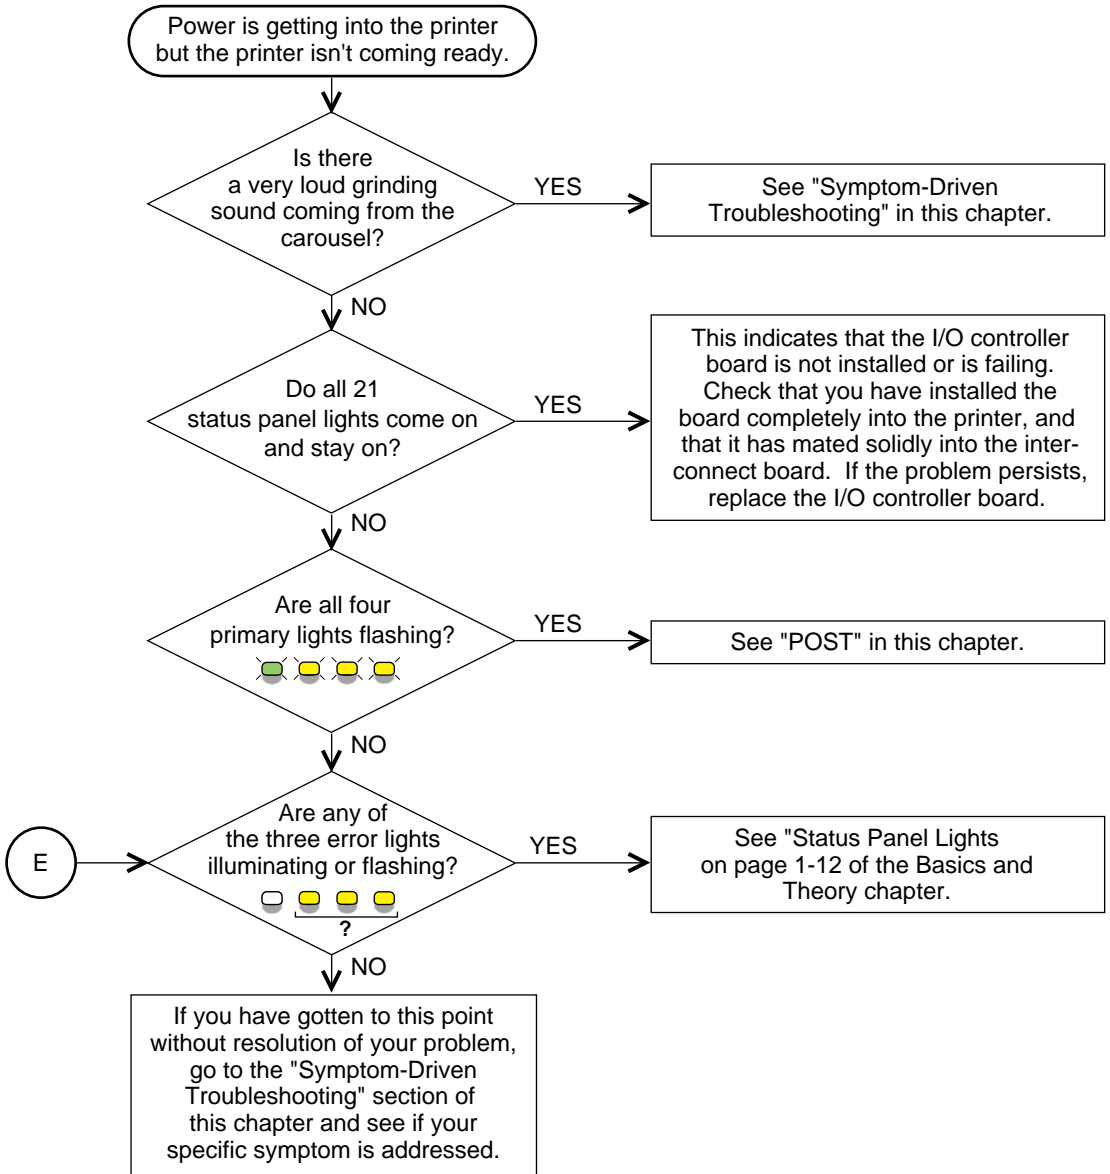 Power is getting into the printer
but the printer isn't coming ready.
Is there
a very loud grinding
sound coming from the
carousel?
YES
See "Symptom-Driven
Troubleshooting" in this chapter.
NO
Do all 21
status panel lights come on
and stay on?
YES
This indicates that the I/O controller
board is not installed or is failing.
Check that you have installed the
board completely into the printer, and
that it has mated solidly into the inter-
connect board.  If the problem persists,
replace the I/O controller board.
NO
Are all four
primary lights flashing?
YES
See "POST" in this chapter.
NO
E
Are any of
the three error lights
illuminating or flashing?
?
YES
See "Status Panel Lights
on page 1-12 of the Basics and
Theory chapter.
NO
If you have gotten to this point
without resolution of your problem,
go to the "Symptom-Driven
Troubleshooting" section of
this chapter and see if your
specific symptom is addressed.